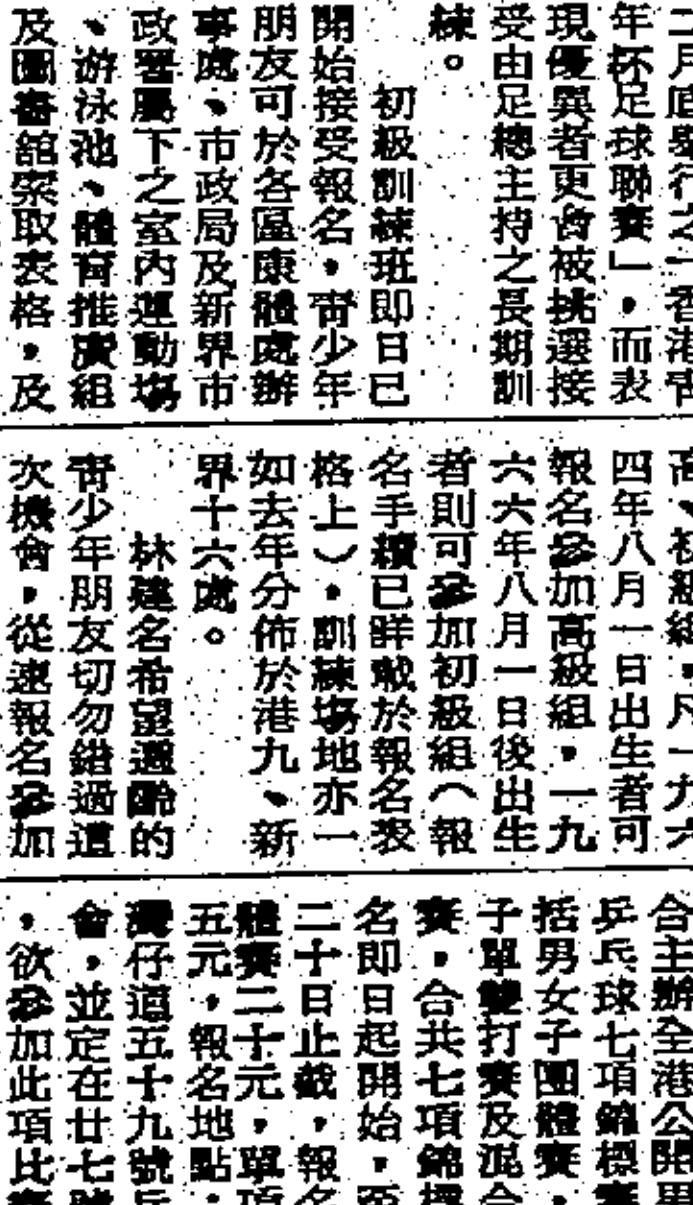 二月底舉行之「香港青
年杯足球聯賽」，而表
現優異者更會被挑選接
受由足總主持之長期訓
練。
初級訓練班即日已
開始接受報名，青少年
朋友可於各區康體處辦
事處、市政局及新界市
政署屬下之室內運動場
、游泳池、體育推廣組
及圖書館索取表格，及
高、初級組，凡一九六
四年八月一日出生者可
報名參加高級組，一九
六六年八月一日後出生
者則可參加初級組（報
名手續已詳載於報名表
格上），訓練場地亦一
如去年分佈於港九、新
界十六處。
林建名希望適齡的
青少年朋友切勿錯過這
次機會，從速報名參加
合主辦全港公開男
乒乓球七項錦標賽
括男女子團體賽，
子單雙打賽及混合
賽，合共七項錦標
名即日起開始，至
二十日止截，報名
體賽二十元，單項
五元，報名地點：
灣仔道五十九號乒
會，並定在廿七號
，欲參加此項比賽